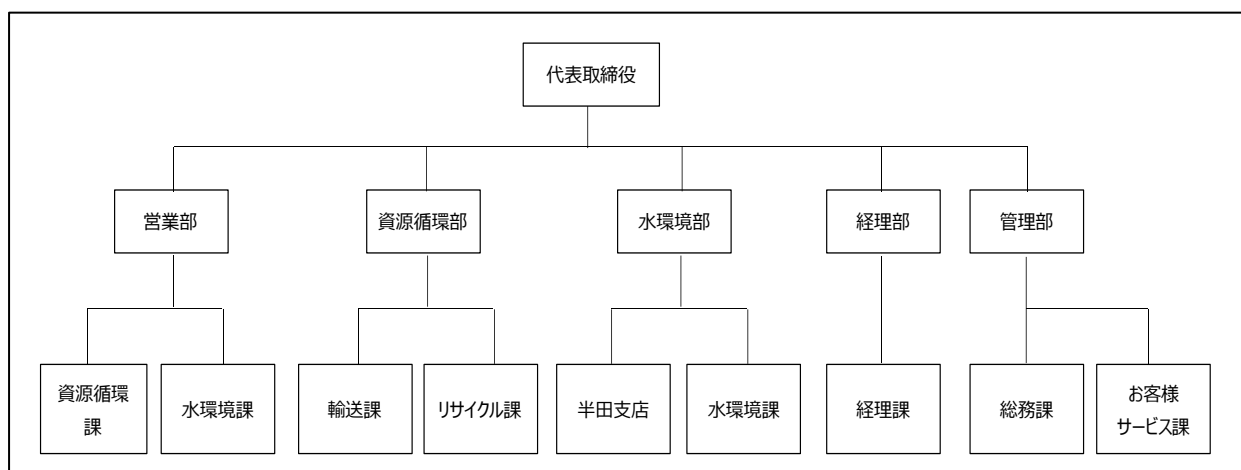 代表取締役
営業部
資源循環部
水環境部
経理部
管理部
資源循環
課
水環境課
輸送課
リサイクル課
半田支店
水環境課
経理課
総務課
お客様
サービス課